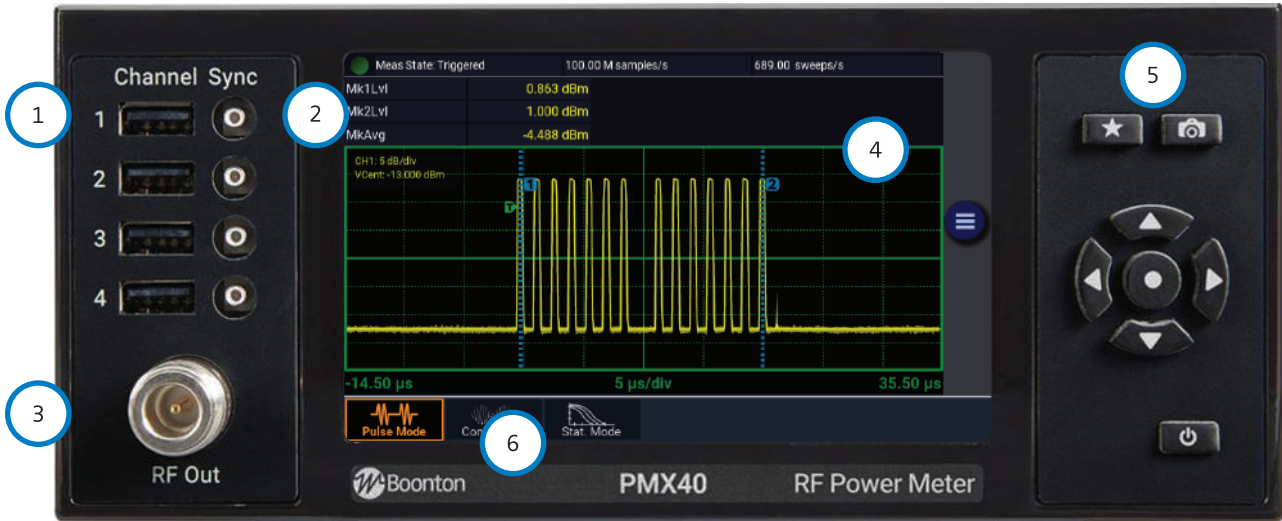 Channel Sync
1
2
3
4
RF Out
Meas State: Triggered 100.00 M samples/s 689.00 sweeps/s
Mk1Lvl 0.863 dBm
Mk2Lvl 1.000 dBm
MkAvg -4.488 dBm
CH1: 5 dB/div
VCent: -13.000 dBm
T
1
2
-14.50 µs 5 µs/div 35.50 µs
Pulse Mode Stat. Mode
Boonton PMX40 RF Power Meter
1
2
3
4
5
6